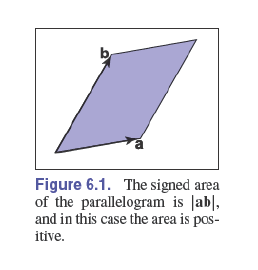 b
a
Figure 6.1. The signed area
of the parallelogram is |ab|,
and in this case the area is pos-
itive.